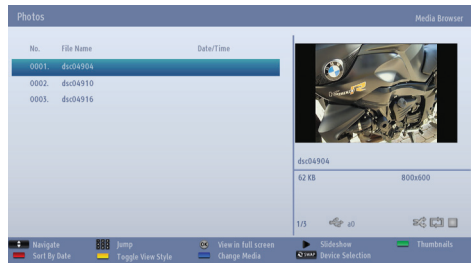 Photos Media Browser
No. File Name Date/Time
0001. dsc04904
0002. dsc04910
0003. dsc04916
dsc04904
62 KB 800x600
1/3 60
Navigate Jump OK View in full screen Slideshow Thumbnails
Sort By Date Toggle View Style Change Media SWAP Device Selection